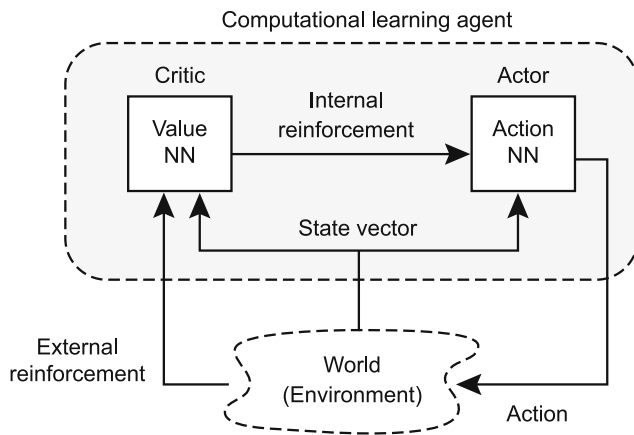 Computational learning agent
Critic
Actor
Value
NN
Internal
reinforcement
Action
NN
State vector
External
reinforcement
World
(Environment)
Action